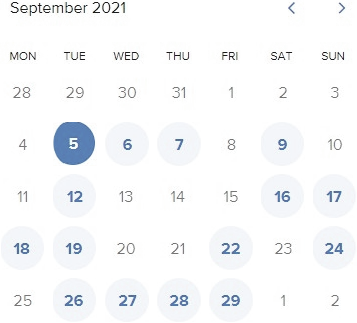 September 2021
MON TUE WED THU FRI SAT SUN
28 29 30 31 1 2 3
4 5 6 7 8 9 10
11 12 13 14 15 16 17
18 19 20 21 22 23 24
25 26 27 28 29 1 2